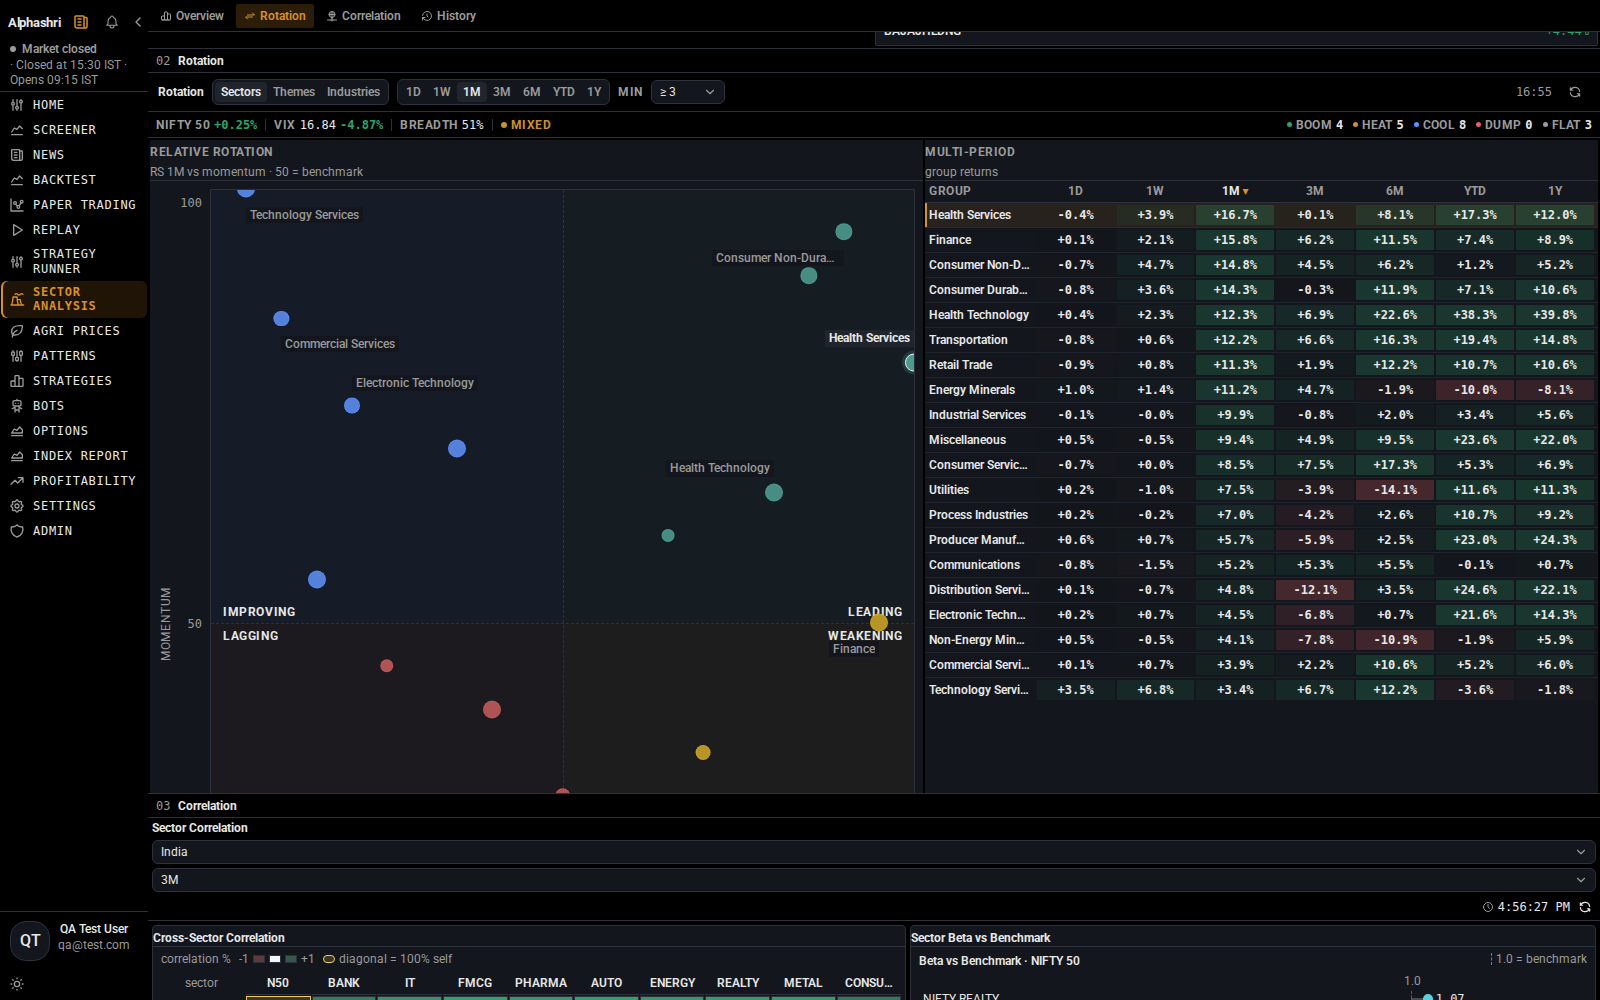 Alphashri
Market closed
· Closed at 15:30 IST ·
Opens 09:15 IST
HOME
SCREENER
NEWS
BACKTEST
PAPER TRADING
REPLAY
STRATEGY
RUNNER
SECTOR
ANALYSIS
AGRI PRICES
PATTERNS
STRATEGIES
BOTS
OPTIONS
INDEX REPORT
PROFITABILITY
SETTINGS
ADMIN
QT
QA Test User
qa@test.com
Overview Rotation Correlation History
02 Rotation
Rotation Sectors Themes Industries 1D 1W 1M 3M 6M YTD 1Y MIN ≥ 3 16:55
NIFTY 50 +0.25% VIX 16.84 -4.87% BREADTH 51% MIXED BOOM 4 HEAT 5 COOL 8 DUMP 0 FLAT 3
RELATIVE ROTATION
RS 1M vs momentum · 50 = benchmark
100
Technology Services
Consumer Non-Dura...
Health Services
Commercial Services
Electronic Technology
Health Technology
IMPROVING LEADING
MOMENTUM
50
LAGGING WEAKENING
Finance
MULTI-PERIOD
group returns
GROUP 1D 1W 1M ▾ 3M 6M YTD 1Y
Health Services -0.4% +3.9% +16.7% +0.1% +8.1% +17.3% +12.0%
Finance +0.1% +2.1% +15.8% +6.2% +11.5% +7.4% +8.9%
Consumer Non-D... -0.7% +4.7% +14.8% +4.5% +6.2% +1.2% +5.2%
Consumer Durab... -0.8% +3.6% +14.3% -0.3% +11.9% +7.1% +10.6%
Health Technology +0.4% +2.3% +12.3% +6.9% +22.6% +38.3% +39.8%
Transportation -0.8% +0.6% +12.2% +6.6% +16.3% +19.4% +14.8%
Retail Trade -0.9% +0.8% +11.3% +1.9% +12.2% +10.7% +10.6%
Energy Minerals +1.0% +1.4% +11.2% +4.7% -1.9% -10.0% -8.1%
Industrial Services -0.1% -0.0% +9.9% -0.8% +2.0% +3.4% +5.6%
Miscellaneous +0.5% -0.5% +9.4% +4.9% +9.5% +23.6% +22.0%
Consumer Servic... -0.7% +0.0% +8.5% +7.5% +17.3% +5.3% +6.9%
Utilities +0.2% -1.0% +7.5% -3.9% -14.1% +11.6% +11.3%
Process Industries +0.2% -0.2% +7.0% -4.2% +2.6% +10.7% +9.2%
Producer Manuf... +0.6% +0.7% +5.7% -5.9% +2.5% +23.0% +24.3%
Communications -0.8% -1.5% +5.2% +5.3% +5.5% -0.1% +0.7%
Distribution Servi... +0.1% -0.7% +4.8% -12.1% +3.5% +24.6% +22.1%
Electronic Techn... +0.2% +0.7% +4.5% -6.8% +0.7% +21.6% +14.3%
Non-Energy Min... +0.5% -0.5% +4.1% -7.8% -10.9% -1.9% +5.9%
Commercial Servi... +0.1% +0.7% +3.9% +2.2% +10.6% +5.2% +6.0%
Technology Servi... +3.5% +6.8% +3.4% +6.7% +12.2% -3.6% -1.8%
03 Correlation
Sector Correlation
India
3M
4:56:27 PM
Cross-Sector Correlation
correlation % -1 +1 diagonal = 100% self
sector N50 BANK IT FMCG PHARMA AUTO ENERGY REALTY METAL CONSU...
Sector Beta vs Benchmark
Beta vs Benchmark · NIFTY 50 1.0 = benchmark
1.0
NIFTY REALTY 1.07